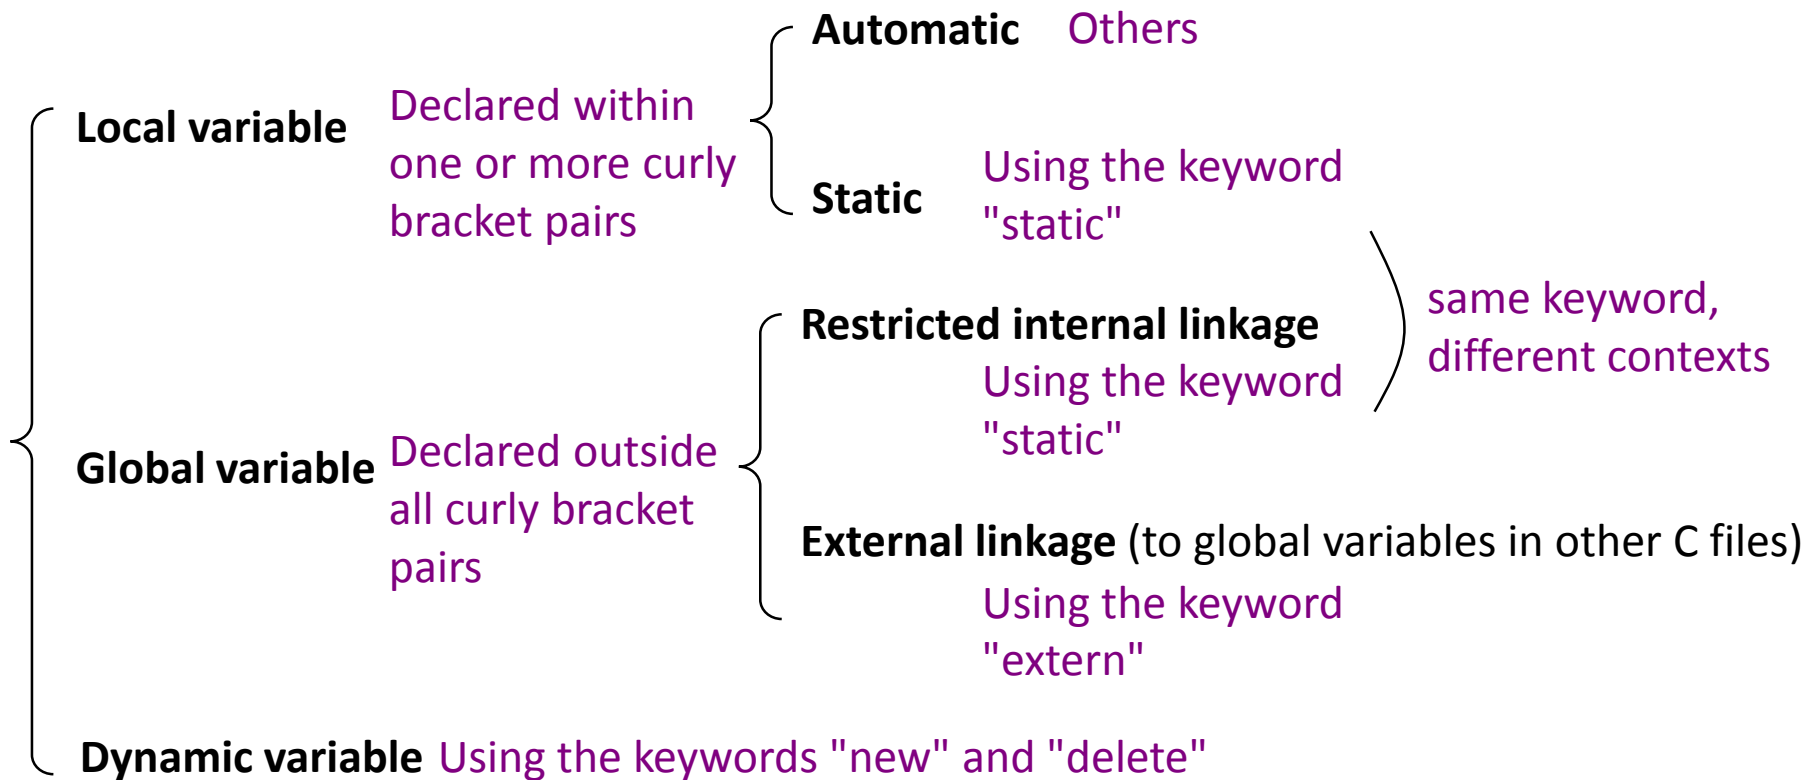 Automatic Others
Local variable
Declared within
one or more curly
bracket pairs
Static
Using the keyword
"static"
Restricted internal linkage
Using the keyword
"static"
same keyword,
different contexts
Global variable
Declared outside
all curly bracket
pairs
External linkage (to global variables in other C files)
Using the keyword
"extern"
Dynamic variable Using the keywords "new" and "delete"